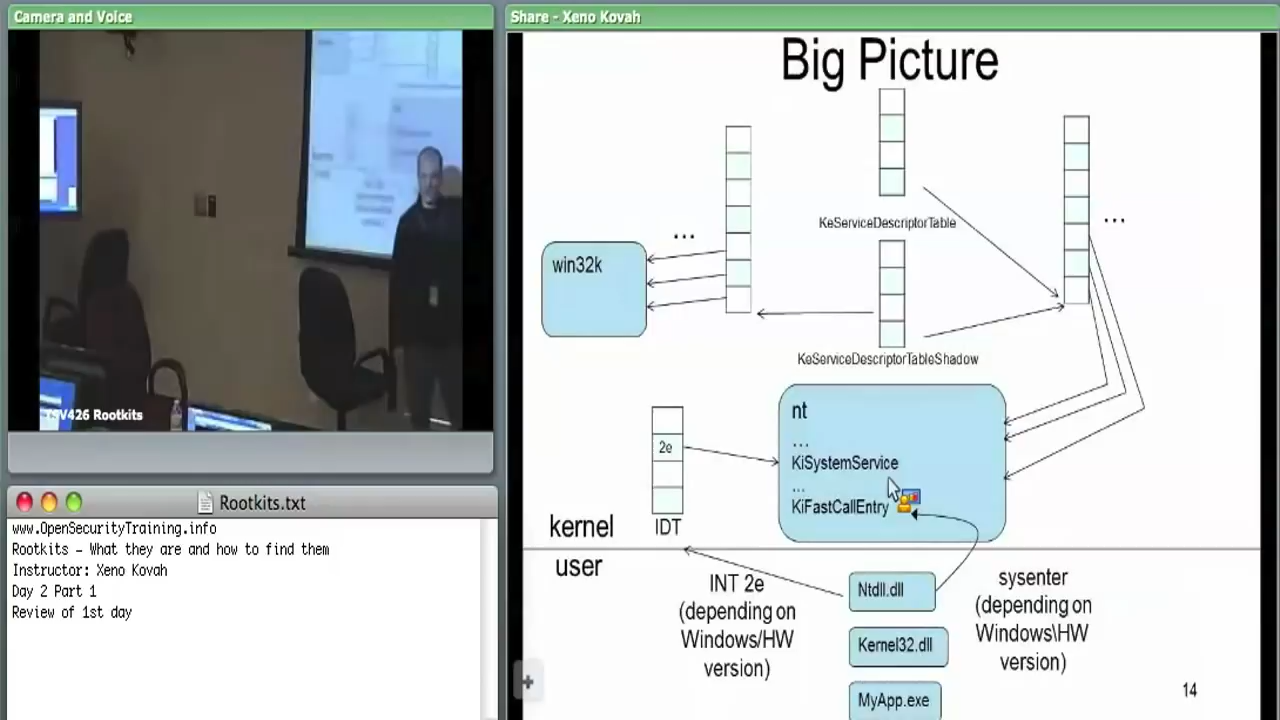 Camera and Voice
TSV426 Rootkits
Rootkits.txt
www.OpenSecurityTraining.info
Rootkits - What they are and how to find them
Instructor: Xeno Kovah
Day 2 Part 1
Review of 1st day
Share - Xeno Kovah
Big Picture
KeServiceDescriptorTable
...
...
win32k
KeServiceDescriptorTableShadow
nt
...
KiSystemService
...
KiFastCallEntry
2e
IDT
kernel
user
INT 2e
(depending on
Windows/HW
version)
Ntdll.dll
Kernel32.dll
MyApp.exe
sysenter
(depending on
Windows\HW
version)
14